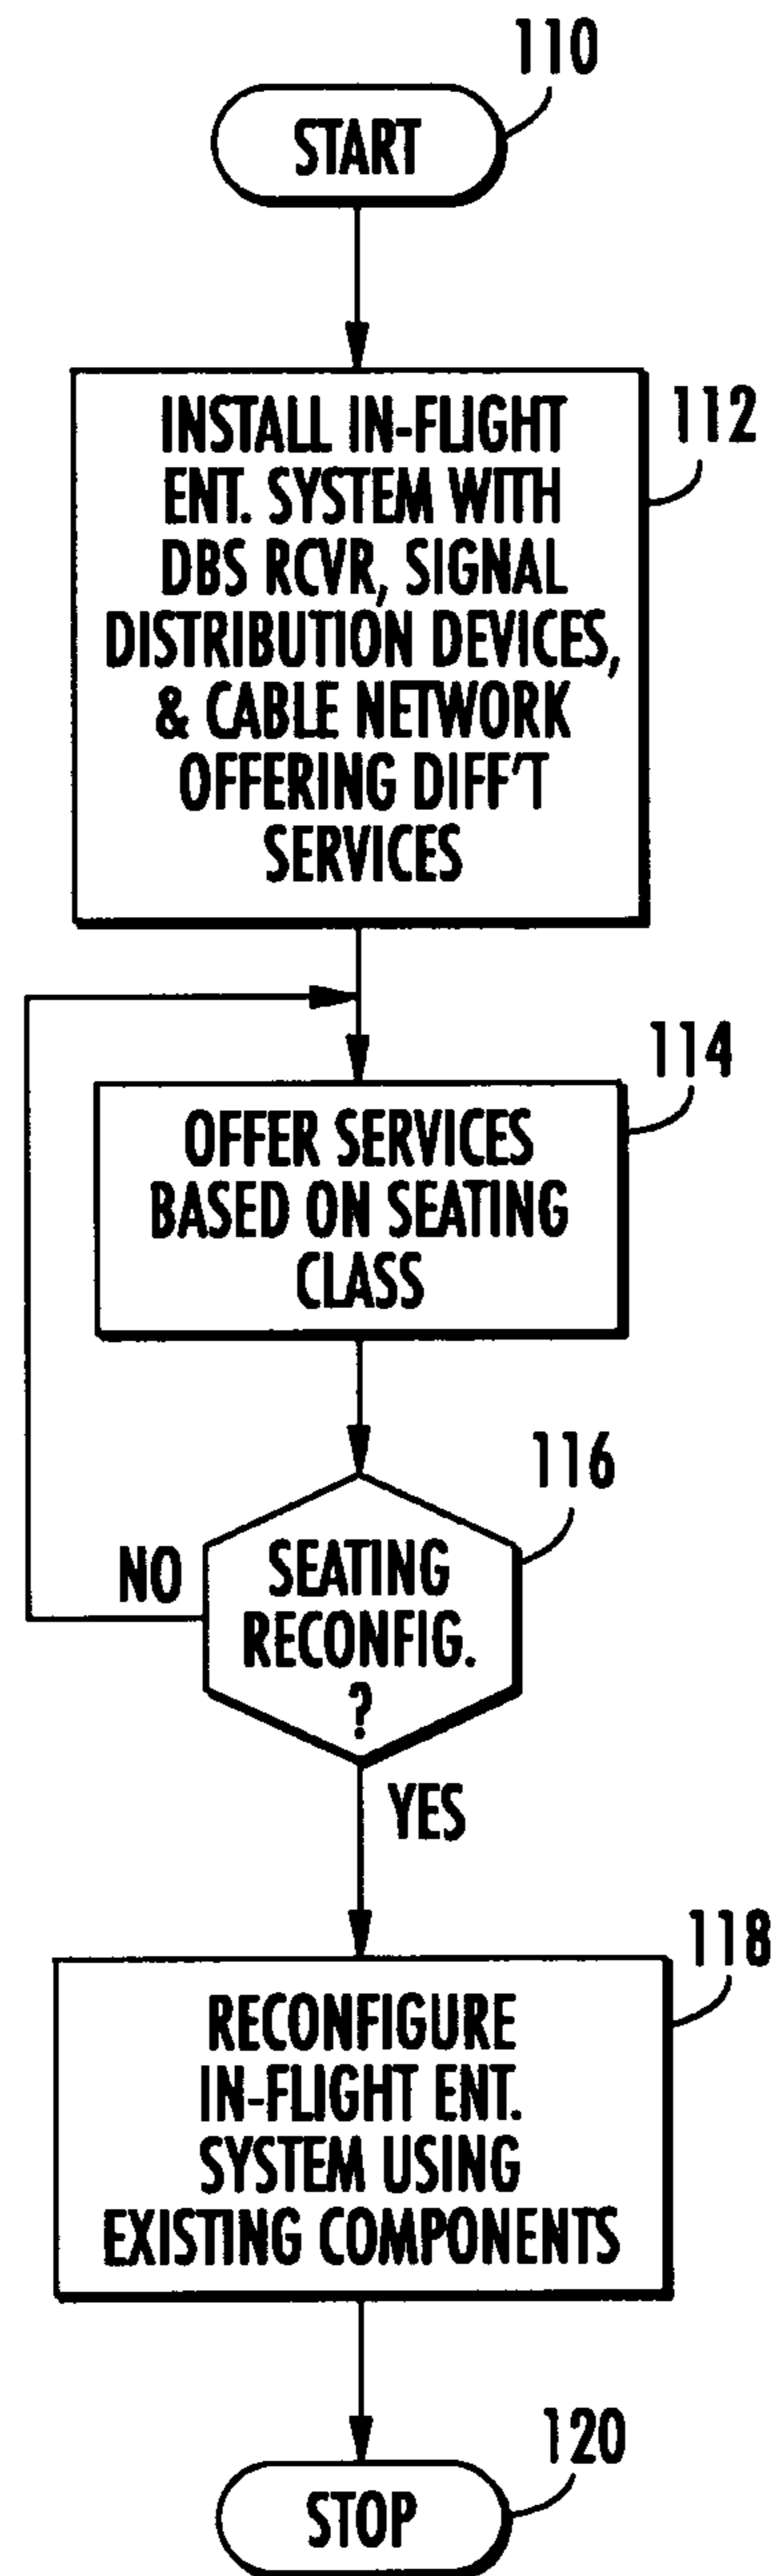 110
START
112
INSTALL IN-FLIGHT
ENT. SYSTEM WITH
DBS RCVR, SIGNAL
DISTRIBUTION DEVICES,
& CABLE NETWORK
OFFERING DIFF'T
SERVICES
114
OFFER SERVICES
BASED ON SEATING
CLASS
116
NO
SEATING
RECONFIG.
?
YES
118
RECONFIGURE
IN-FLIGHT ENT.
SYSTEM USING
EXISTING COMPONENTS
120
STOP